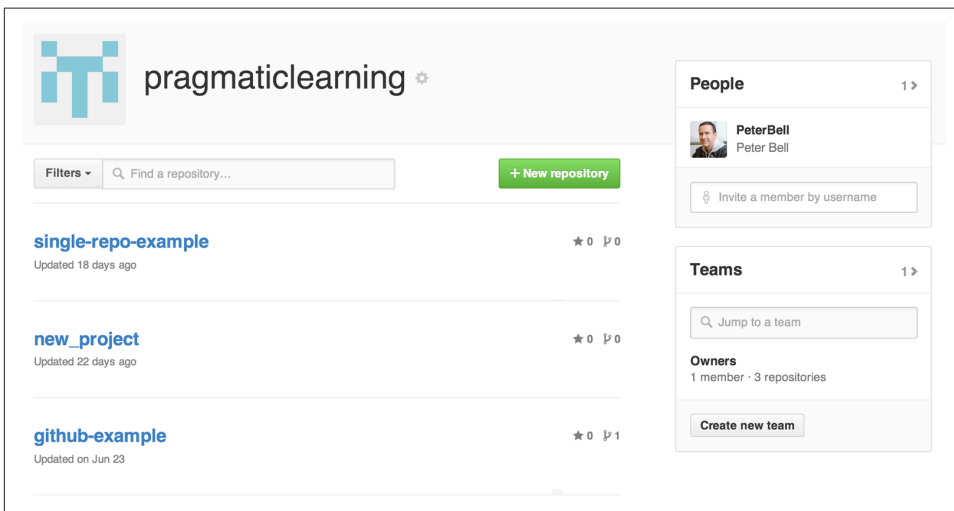 pragmaticlearning
Filters
Find a repository...
+ New repository
single-repo-example
0 0
Updated 18 days ago
new_project
0 0
Updated 22 days ago
github-example
0 1
Updated on Jun 23
People 1
PeterBell
Peter Bell
Invite a member by username
Teams 1
Jump to a team
Owners
1 member · 3 repositories
Create new team